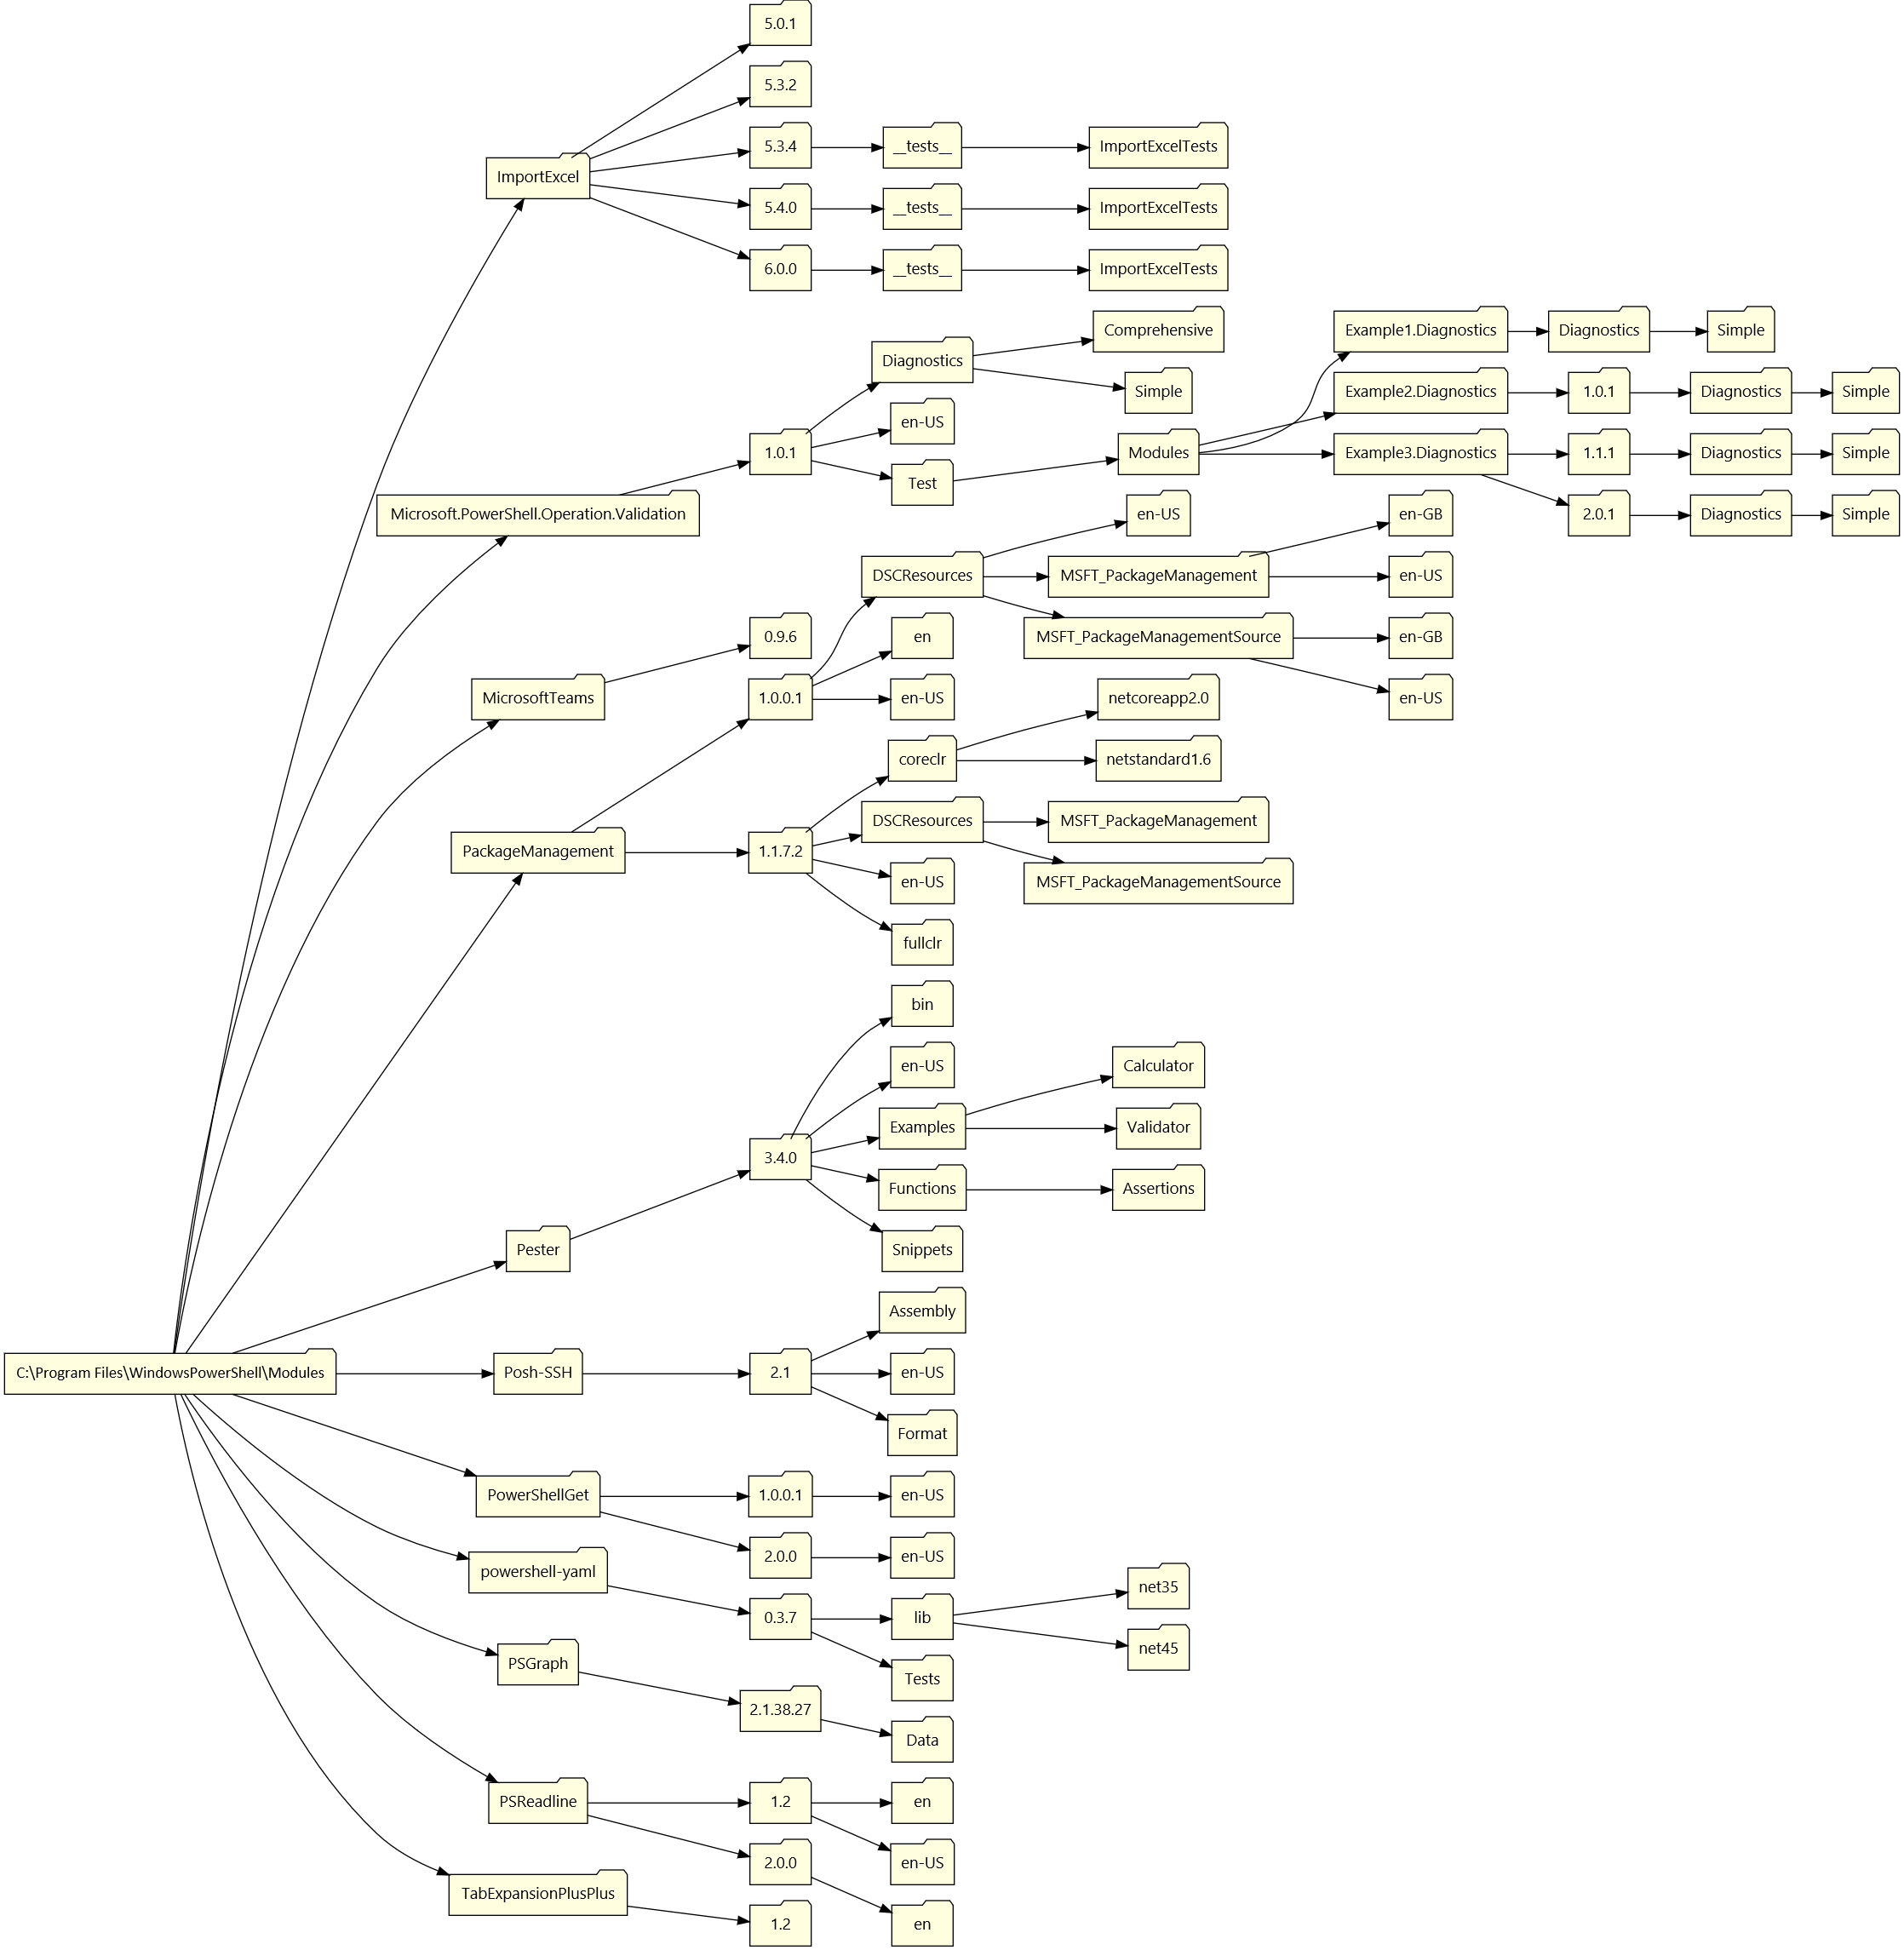 5.0.1
5.3.2
ImportExcel
5.3.4
__tests__
ImportExcelTests
5.4.0
__tests__
ImportExcelTests
6.0.0
__tests__
ImportExcelTests
Microsoft.PowerShell.Operation.Validation
1.0.1
Diagnostics
Comprehensive
Simple
en-US
Test
Modules
Example1.Diagnostics
Diagnostics
Simple
Example2.Diagnostics
1.0.1
Diagnostics
Simple
Example3.Diagnostics
1.1.1
Diagnostics
Simple
2.0.1
Diagnostics
Simple
MicrosoftTeams
0.9.6
PackageManagement
1.0.0.1
DSCResources
en-US
MSFT_PackageManagement
en-GB
en-US
MSFT_PackageManagementSource
en-GB
en-US
en
en-US
1.1.7.2
coreclr
netcoreapp2.0
netstandard1.6
DSCResources
MSFT_PackageManagement
MSFT_PackageManagementSource
en-US
fullclr
Pester
3.4.0
bin
en-US
Examples
Calculator
Validator
Functions
Assertions
Snippets
C:\Program Files\WindowsPowerShell\Modules
Posh-SSH
2.1
Assembly
en-US
Format
PowerShellGet
1.0.0.1
en-US
2.0.0
en-US
powershell-yaml
0.3.7
lib
net35
net45
Tests
PSGraph
2.1.38.27
Data
PSReadline
1.2
en
en-US
2.0.0
en
TabExpansionPlusPlus
1.2